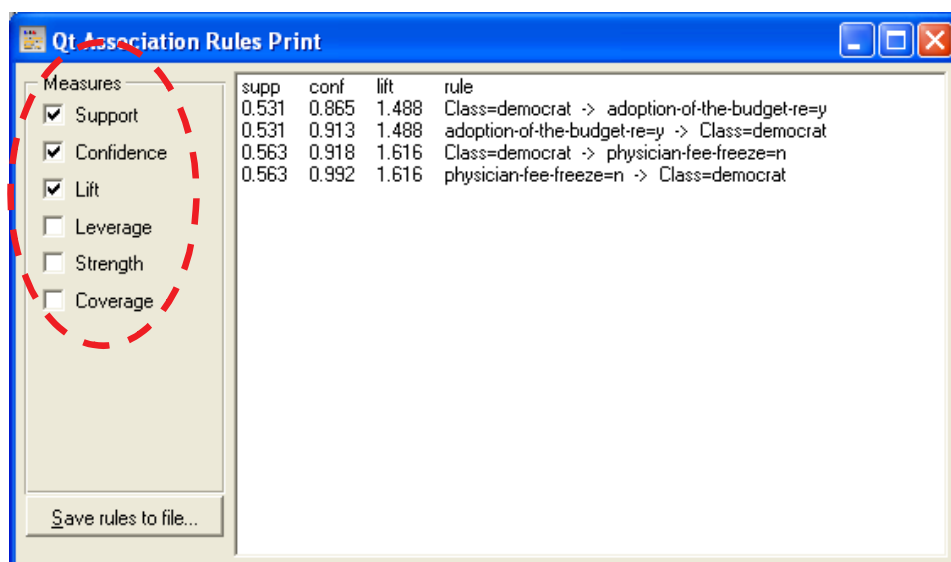 Qt Association Rules Print
Measures
Support
Confidence
Lift
Leverage
Strength
Coverage
Save rules to file...
supp conf lift rule
0.531 0.865 1.488 Class=democrat -> adoption-of-the-budget-re=y
0.531 0.913 1.488 adoption-of-the-budget-re=y -> Class=democrat
0.563 0.918 1.616 Class=democrat -> physician-fee-freeze=n
0.563 0.992 1.616 physician-fee-freeze=n -> Class=democrat